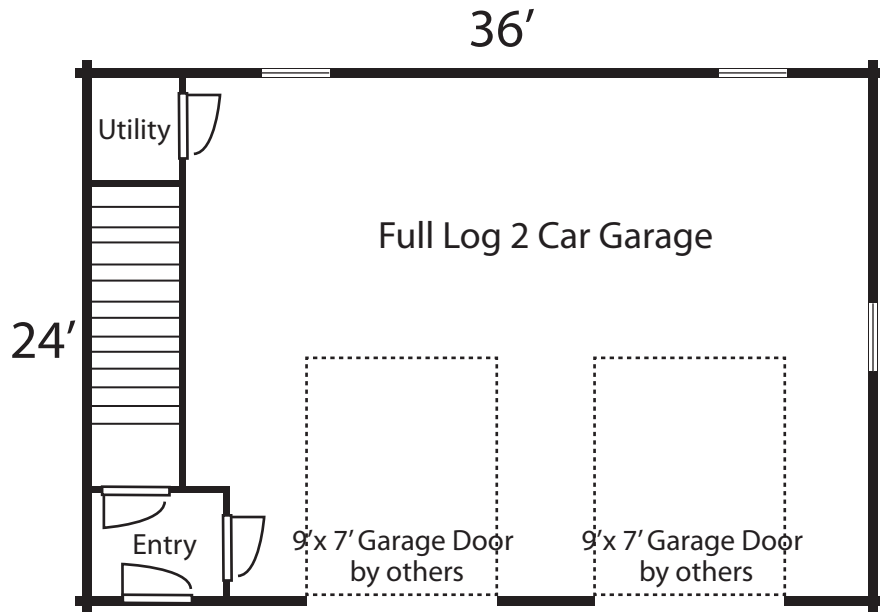 36′
Utility
Full Log 2 Car Garage
24′
Entry
9′x 7′ Garage Door
by others
9′x 7′ Garage Door
by others